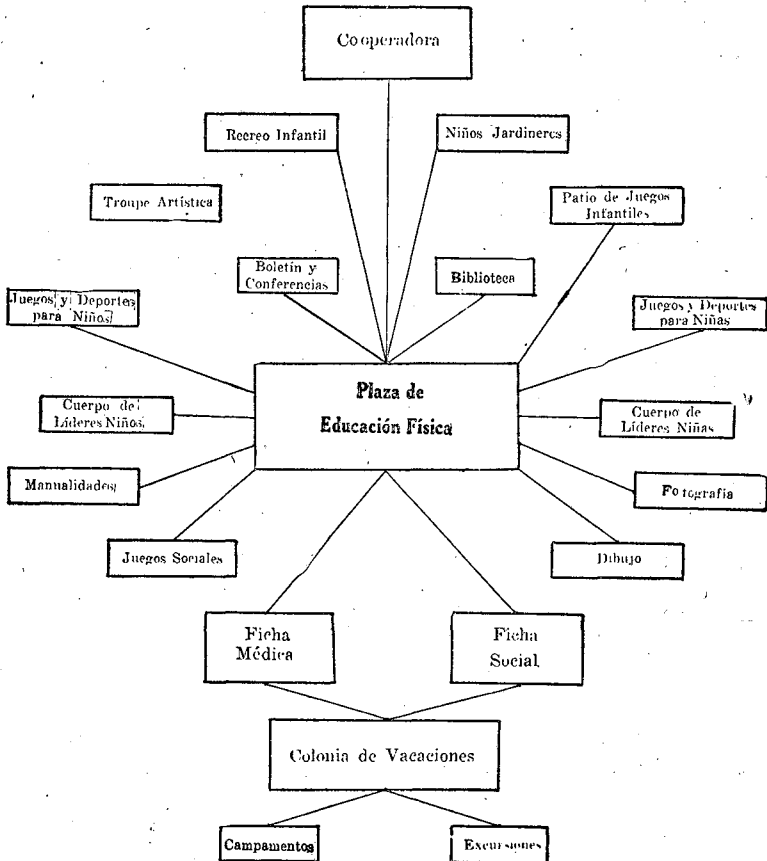 Cooperadora
Recreo Infantil
Niños Jardineros
Troupe Artística
Patio de Juegos
Infantiles
Boletín y
Conferencias
Biblioteca
Juegos y Deportes
para Niños
Juegos y Deportes
para Niñas
Plaza de
Educación Física
Cuerpo de
Líderes Niños
Cuerpo de
Líderes Niñas
Manualidades
Fotografía
Juegos Sociales
Dibujo
Ficha
Médica
Ficha
Social
Colonia de Vacaciones
Campamentos
Excursiones